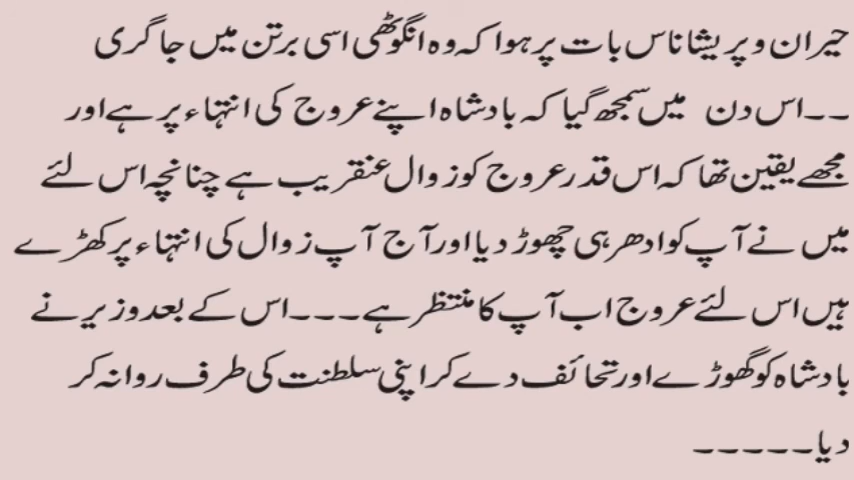 حیران و پریشان اس بات پر ہوا کہ وہ انگوٹھی اسی برتن میں جا گری
۔۔اس دن میں سمجھ گیا کہ بادشاہ اپنے عروج کی انتہاء پر ہے اور
مجھے یقین تھا کہ اس قدر عروج کو زوال عنقریب ہے چنانچہ اس لئے
میں نے آپ کو ادھر ہی چھوڑ دیا اور آج آپ زوال کی انتہاء پر کھڑے
ہیں اس لئے عروج اب آپ کا منتظر ہے۔۔۔اس کے بعد وزیر نے
بادشاہ کو گھوڑے اور تحائف دے کر اپنی سلطنت کی طرف روانہ کر
دیا۔۔۔۔۔